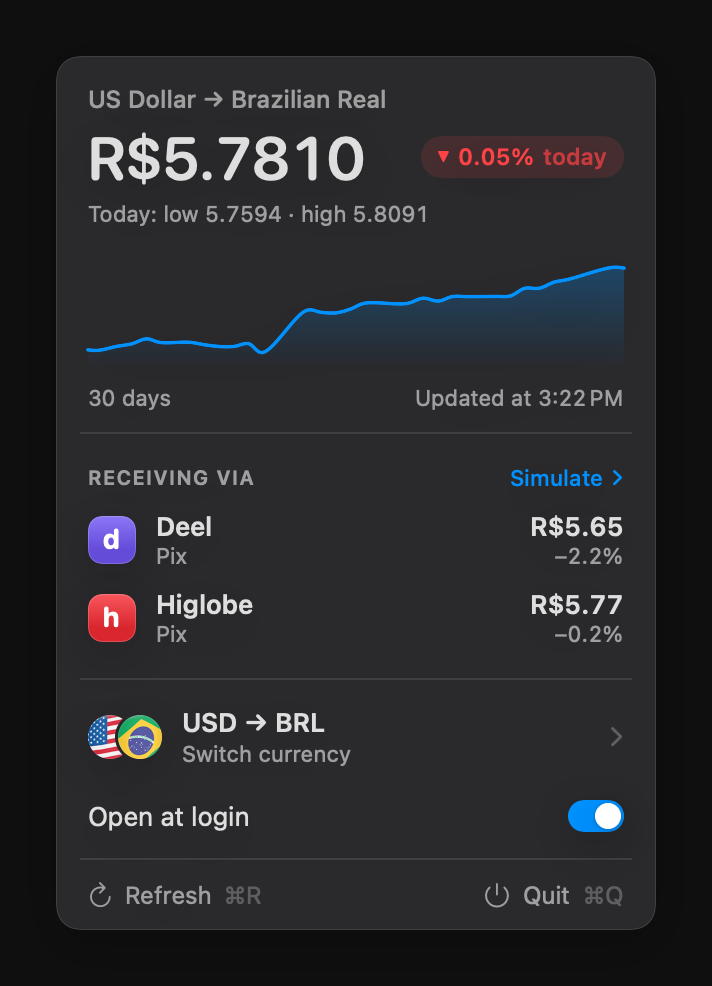 US Dollar → Brazilian Real
R$5.7810
▼ 0.05% today
Today: low 5.7594 · high 5.8091
30 days
Updated at 3:22 PM
RECEIVING VIA
Simulate >
d
Deel
R$5.65
Pix
−2.2%
h
Higlobe
R$5.77
Pix
−0.2%
USD → BRL
Switch currency
Open at login
Refresh ⌘R
Quit ⌘Q